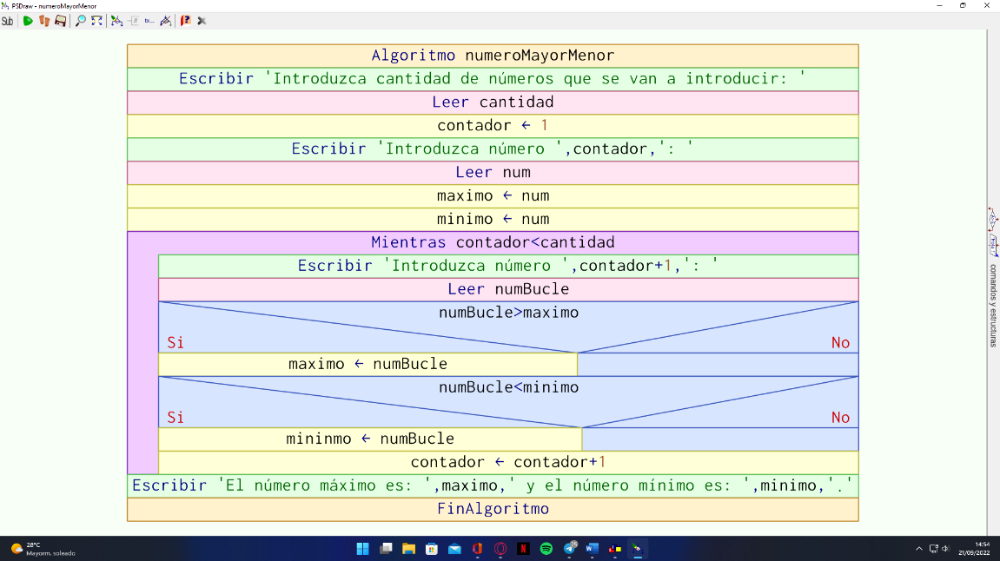 PSDraw - numeroMayorMenor
Sub
Algoritmo numeroMayorMenor
Escribir 'Introduzca cantidad de números que se van a introducir: '
Leer cantidad
contador ← 1
Escribir 'Introduzca número ',contador,': '
Leer num
maximo ← num
minimo ← num
Mientras contador<cantidad
Escribir 'Introduzca número ',contador+1,': '
Leer numBucle
numBucle>maximo
Si No
maximo ← numBucle
numBucle<minimo
Si No
mininmo ← numBucle
contador ← contador+1
Escribir 'El número máximo es: ',maximo,' y el número mínimo es: ',minimo,'.'
FinAlgoritmo
comandos y estructuras
28°C
Mayorm. soleado
14:54
21/09/2022